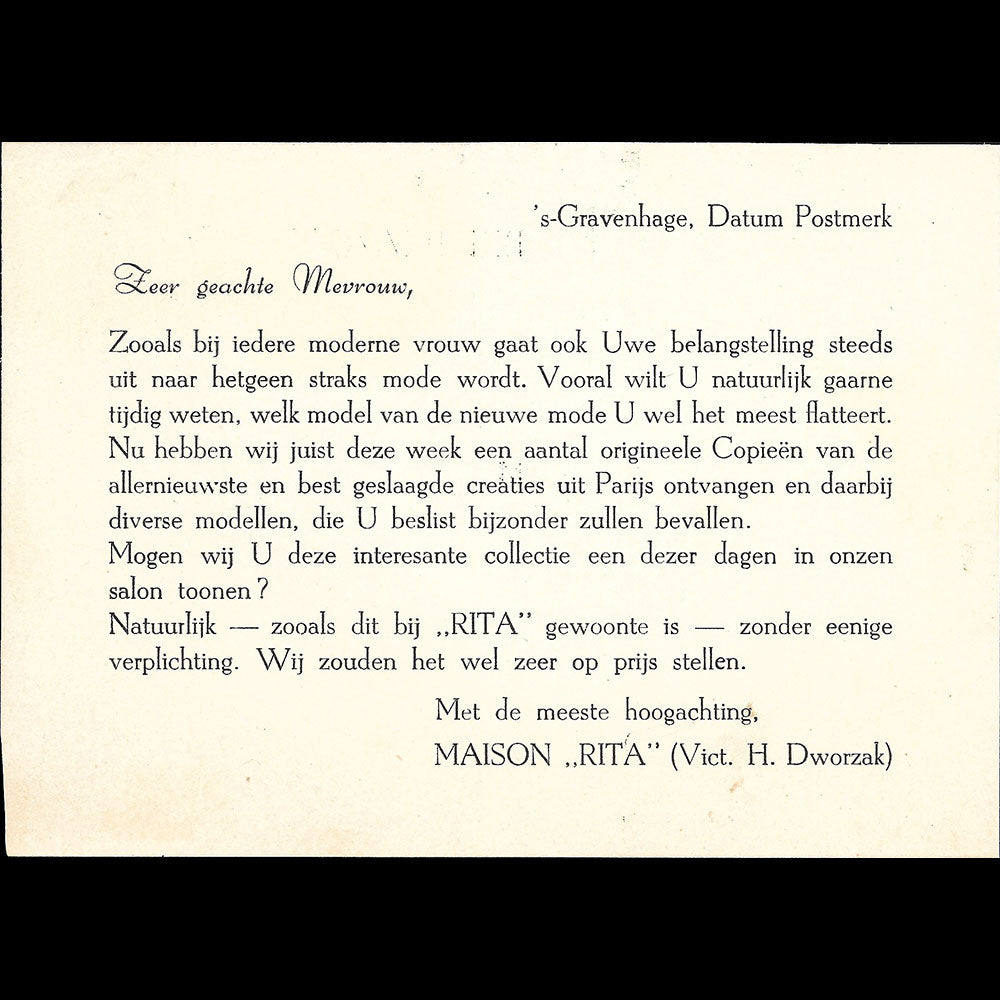 's-Gravenhage, Datum Postmerk
Zeer geachte Mevrouw,
Zooals bij iedere moderne vrouw gaat ook Uwe belangstelling steeds
uit naar hetgeen straks mode wordt. Vooral wilt U natuurlijk gaarne
tijdig weten, welk model van de nieuwe mode U wel het meest flatteert.
Nu hebben wij juist deze week een aantal origineele Copieën van de
allernieuwste en best geslaagde creaties uit Parijs ontvangen en daarbij
diverse modellen, die U beslist bijzonder zullen bevallen.
Mogen wij U deze interesante collectie een dezer dagen in onzen
salon toonen?
Natuurlijk — zooals dit bij „RITA” gewoonte is — zonder eenige
verplichting. Wij zouden het wel zeer op prijs stellen.
Met de meeste hoogachting,
MAISON „RITA” (Vict. H. Dworzak)